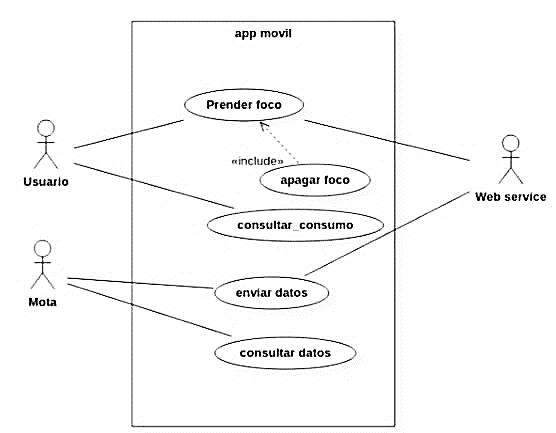 app movil
Prender foco
«include»
Usuario
apagar foco
Web service
consultar_consumo
enviar datos
Mota
consultar datos